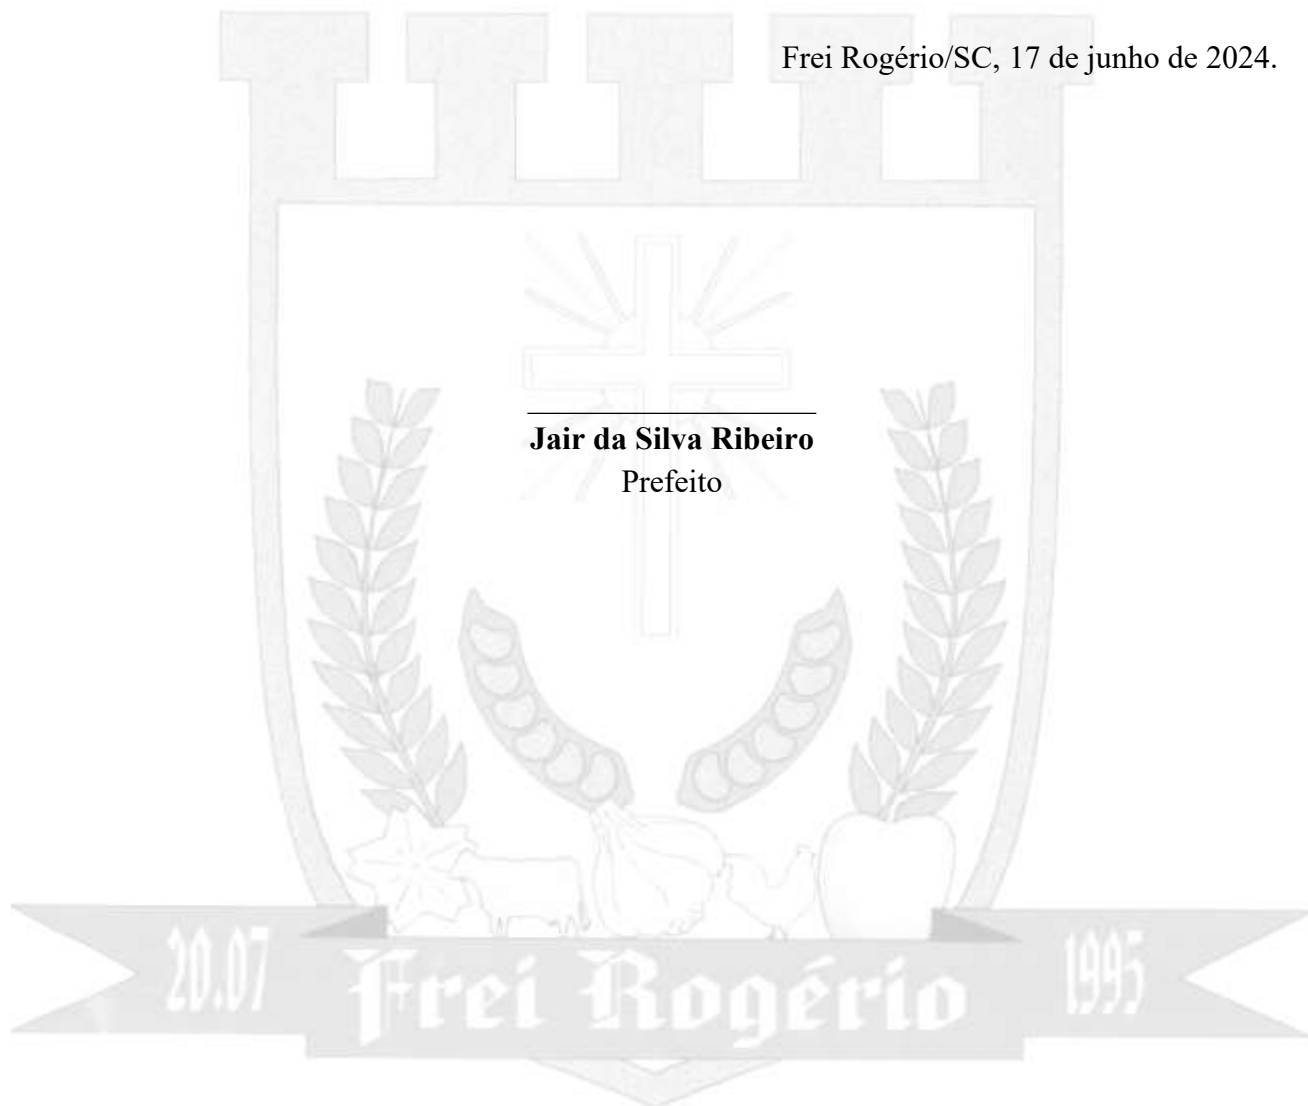 Frei Rogério/SC, 17 de junho de 2024.
Jair da Silva Ribeiro
Prefeito
20.07
Frei Rogério
1995